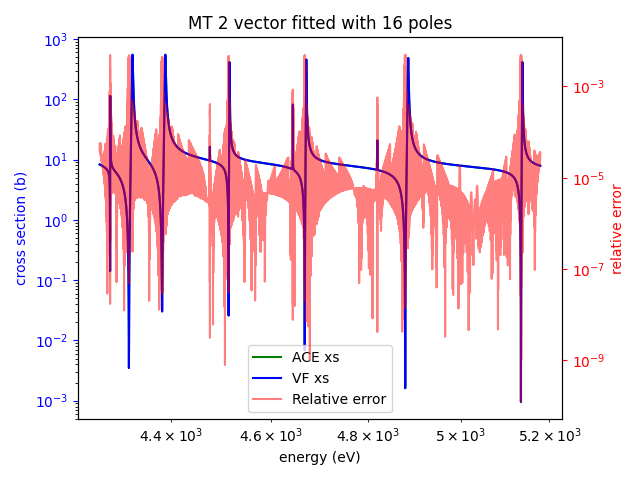 MT 2 vector fitted with 16 poles
10³
10²
10¹
10⁰
10⁻¹
10⁻²
10⁻³
cross section (b)
10⁻³
10⁻⁵
10⁻⁷
10⁻⁹
relative error
ACE xs
VF xs
Relative error
4.4 × 10³ 4.6 × 10³ 4.8 × 10³ 5 × 10³ 5.2 × 10³
energy (eV)